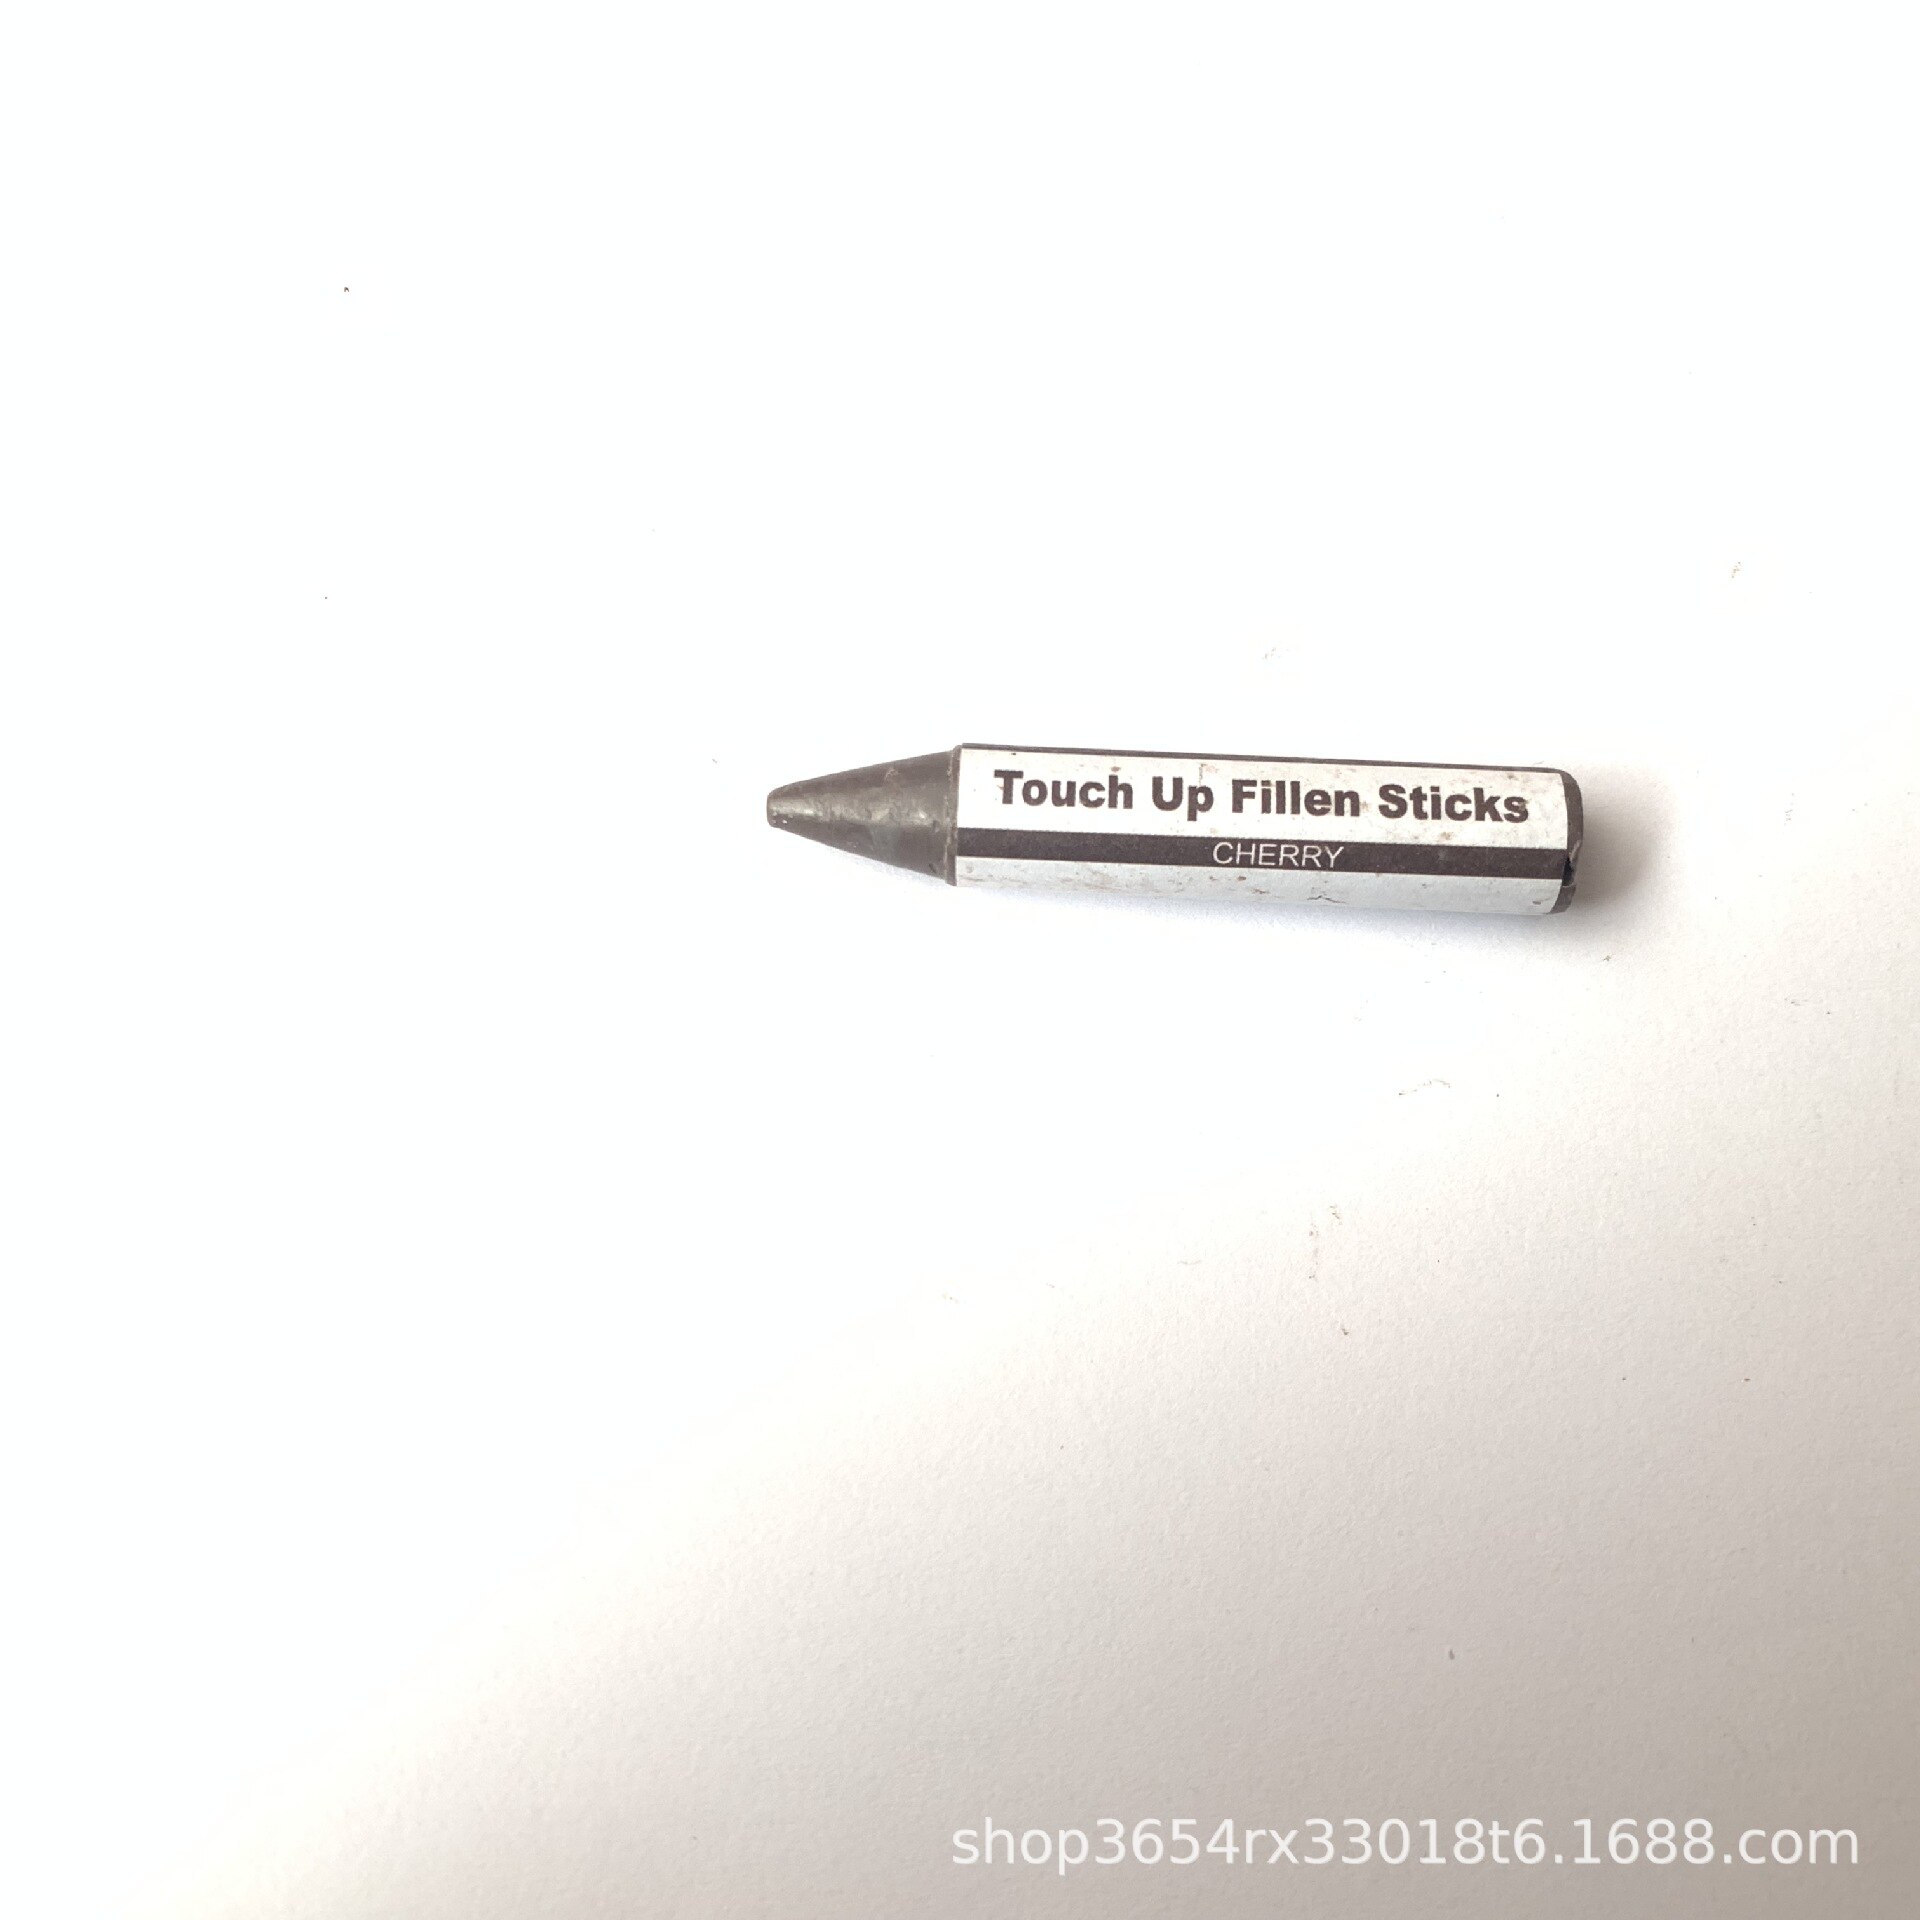 Touch Up Fillen Sticks
CHERRY
shop3654rx33018t6.1688.com